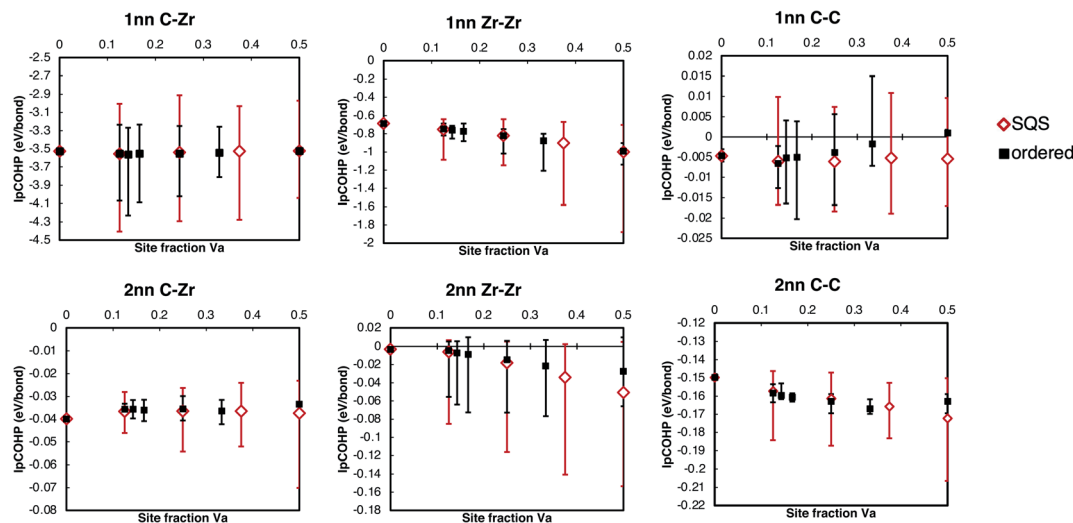 1nn C-Zr
0 0.1 0.2 0.3 0.4 0.5
-2.5
-2.7
-2.9
-3.1
-3.3
-3.5
-3.7
-3.9
-4.1
-4.3
-4.5
IpCOHP (eV/bond)
Site fraction Va
1nn Zr-Zr
0 0.1 0.2 0.3 0.4 0.5
0
-0.2
-0.4
-0.6
-0.8
-1
-1.2
-1.4
-1.6
-1.8
-2
IpCOHP (eV/bond)
Site fraction Va
1nn C-C
0 0.1 0.2 0.3 0.4 0.5
0.02
0.015
0.01
0.005
0
-0.005
-0.01
-0.015
-0.02
-0.025
IpCOHP (eV/bond)
Site fraction Va
SQS
ordered
2nn C-Zr
0 0.1 0.2 0.3 0.4 0.5
0
-0.01
-0.02
-0.03
-0.04
-0.05
-0.06
-0.07
-0.08
IpCOHP (eV/bond)
Site fraction Va
2nn Zr-Zr
0 0.1 0.2 0.3 0.4 0.5
0.02
0
-0.02
-0.04
-0.06
-0.08
-0.1
-0.12
-0.14
-0.16
-0.18
IpCOHP (eV/bond)
Site fraction Va
2nn C-C
0 0.1 0.2 0.3 0.4 0.5
-0.12
-0.13
-0.14
-0.15
-0.16
-0.17
-0.18
-0.19
-0.2
-0.21
-0.22
IpCOHP (eV/bond)
Site fraction Va